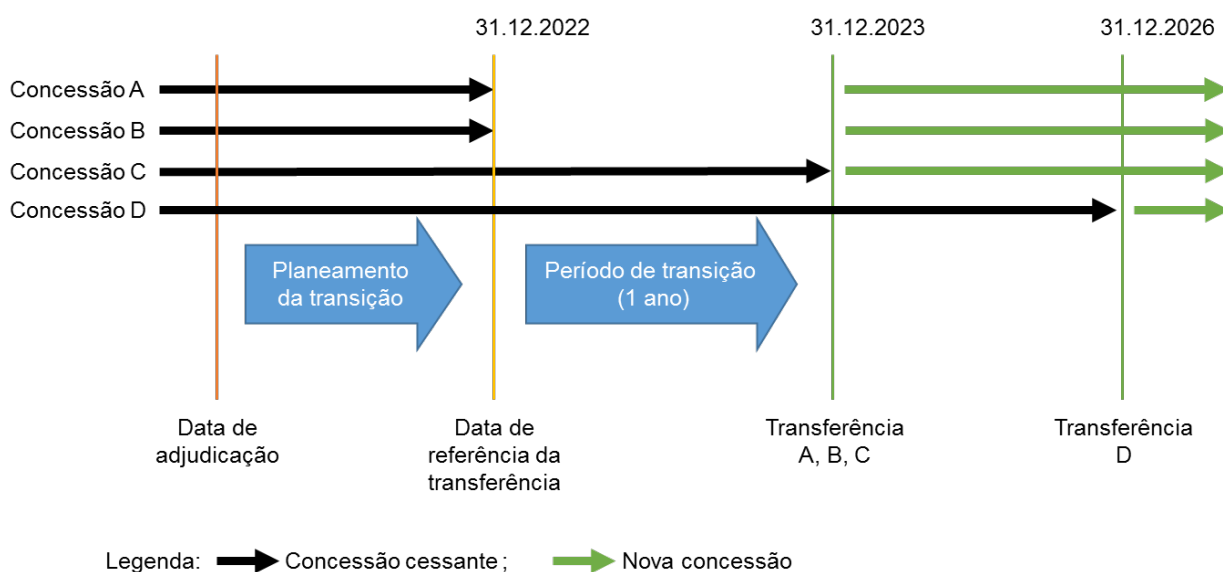 31.12.2022 31.12.2023 31.12.2026
Concessão A
Concessão B
Concessão C
Concessão D
Planeamento
da transição
Período de transição
(1 ano)
Data de
adjudicação
Data de
referência da
transferência
Transferência
A, B, C
Transferência
D
Legenda: Concessão cessante ; Nova concessão